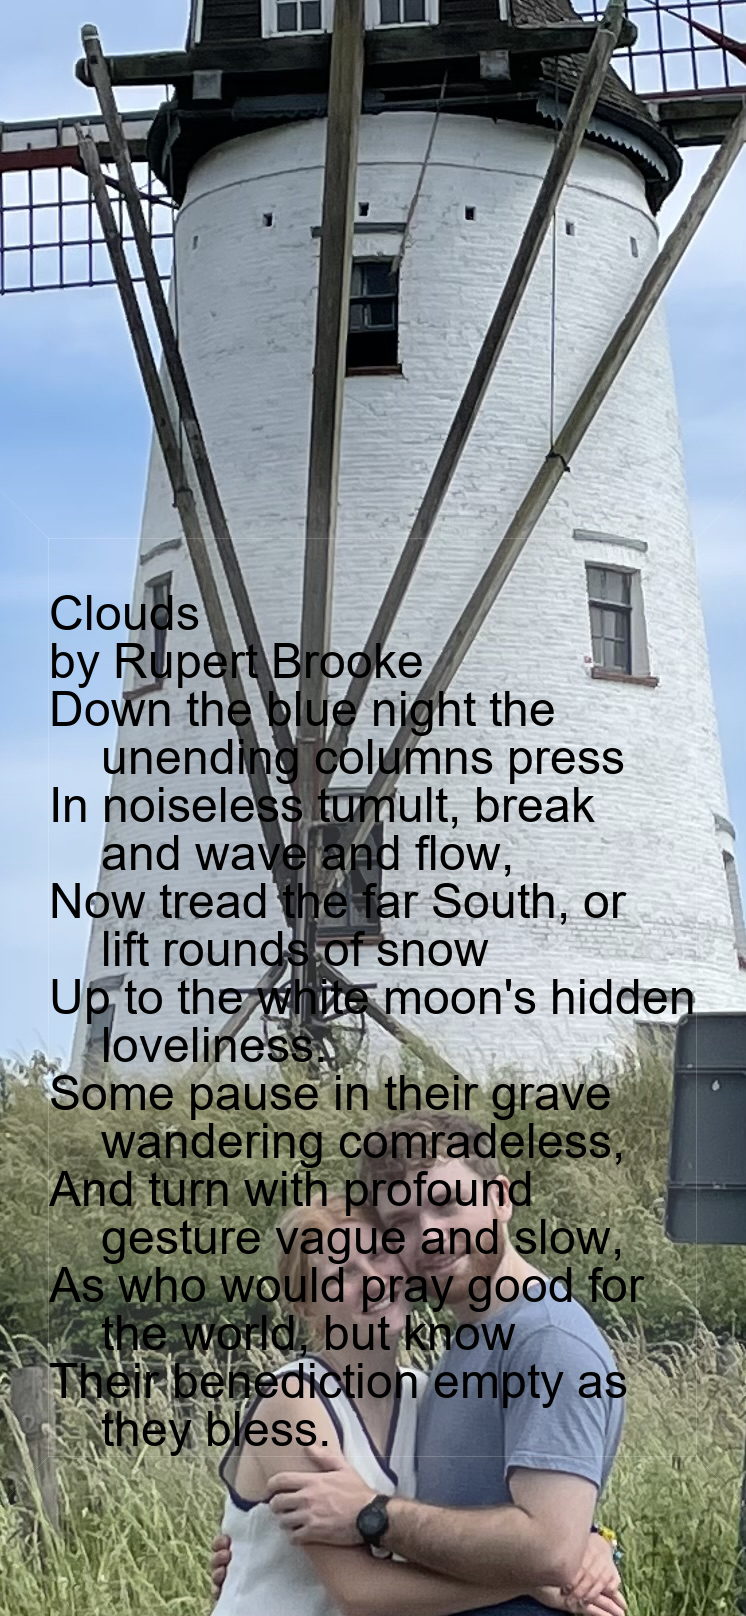 Clouds
by Rupert Brooke
Down the blue night the
unending columns press
In noiseless tumult, break
and wave and flow,
Now tread the far South, or
lift rounds of snow
Up to the white moon's hidden
loveliness.
Some pause in their grave
wandering comradeless,
And turn with profound
gesture vague and slow,
As who would pray good for
the world, but know
Their benediction empty as
they bless.